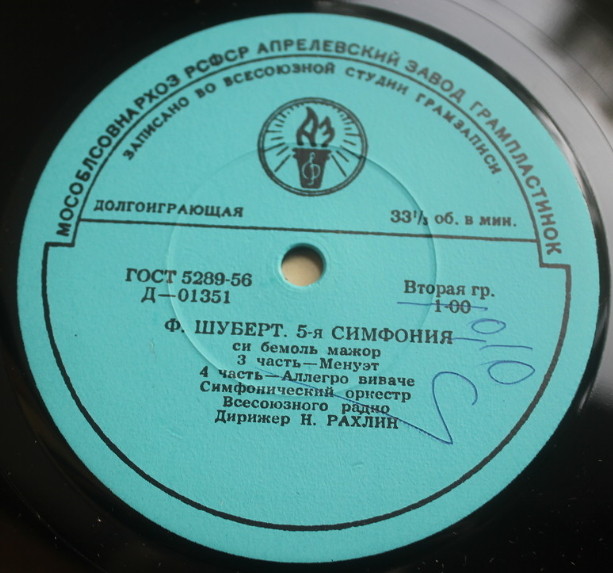 МОСОБЛСОВНАРХОЗ РСФСР АПРЕЛЕВСКИЙ ЗАВОД ГРАМПЛАСТИНОК
ЗАПИСАНО ВО ВСЕСОЮЗНОЙ СТУДИИ ГРАМЗАПИСИ
АЗ
ДОЛГОИГРАЮЩАЯ
33⅓ об. в мин.
ГОСТ 5289-56
Д—01351
Вторая гр.
1-00
Ф. ШУБЕРТ. 5-я СИМФОНИЯ
си бемоль мажор
3 часть—Менуэт
4 часть—Аллегро виваче
Симфонический оркестр
Всесоюзного радио
Дирижер Н. РАХЛИН